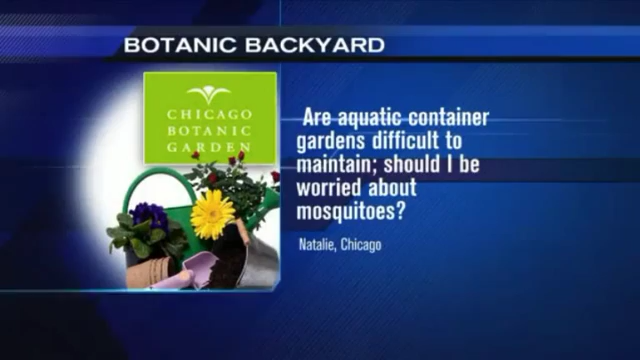 BOTANIC BACKYARD
CHICAGO
BOTANIC
GARDEN
Are aquatic container
gardens difficult to
maintain; should I be
worried about
mosquitoes?
Natalie, Chicago